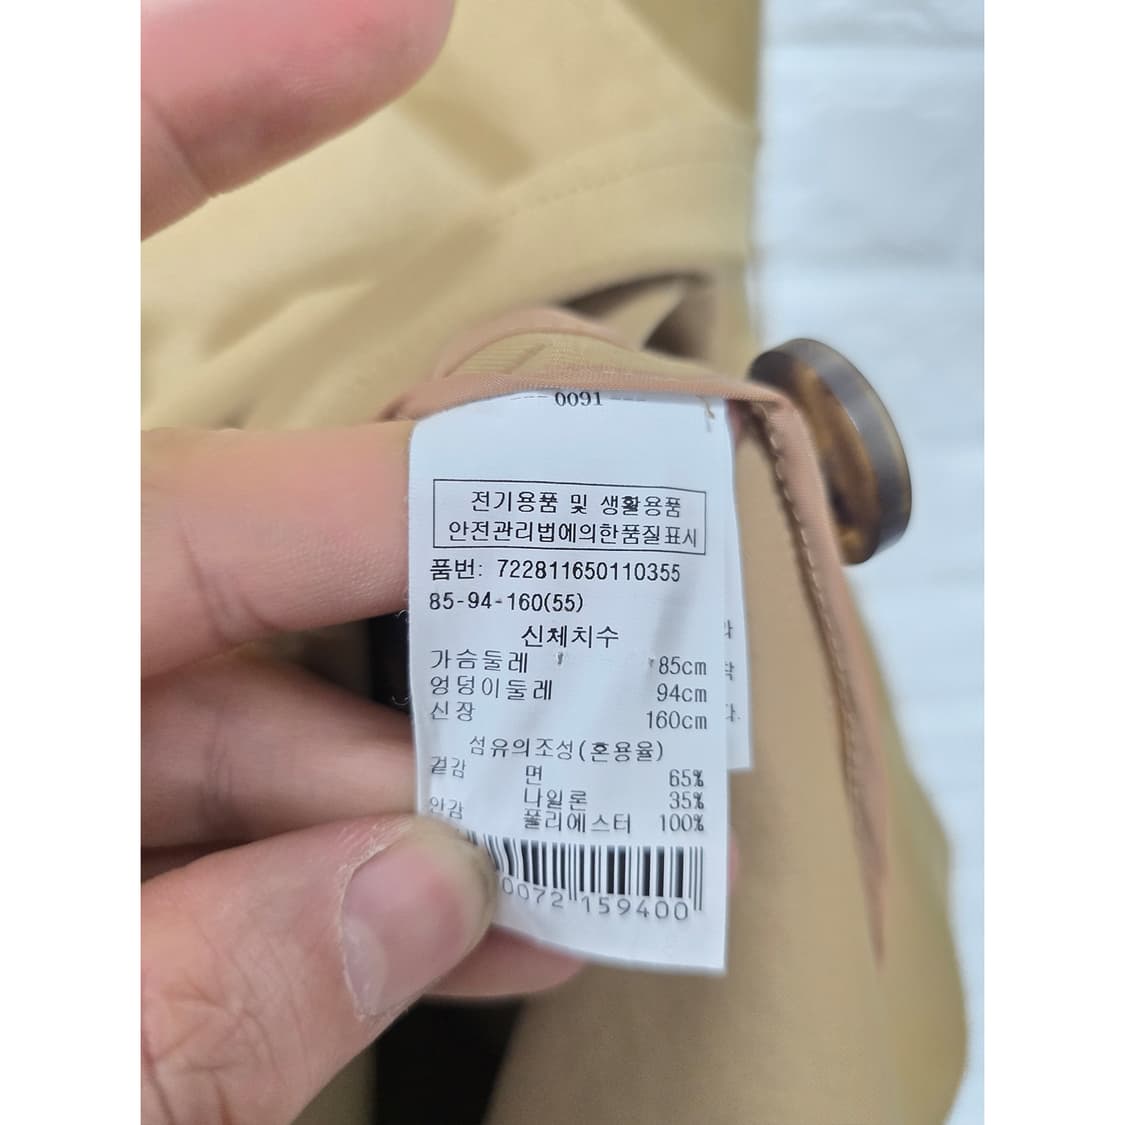 --- 0091 ---
전기용품 및 생활용품
안전관리법에의한품질표시
품번: 722811650110355
85-94-160(55)
신체치수
가슴둘레 85cm
엉덩이둘레 94cm
신장 160cm
섬유의조성(혼용율)
겉감 면 65%
나일론 35%
안감 폴리에스터 100%
0072 159400